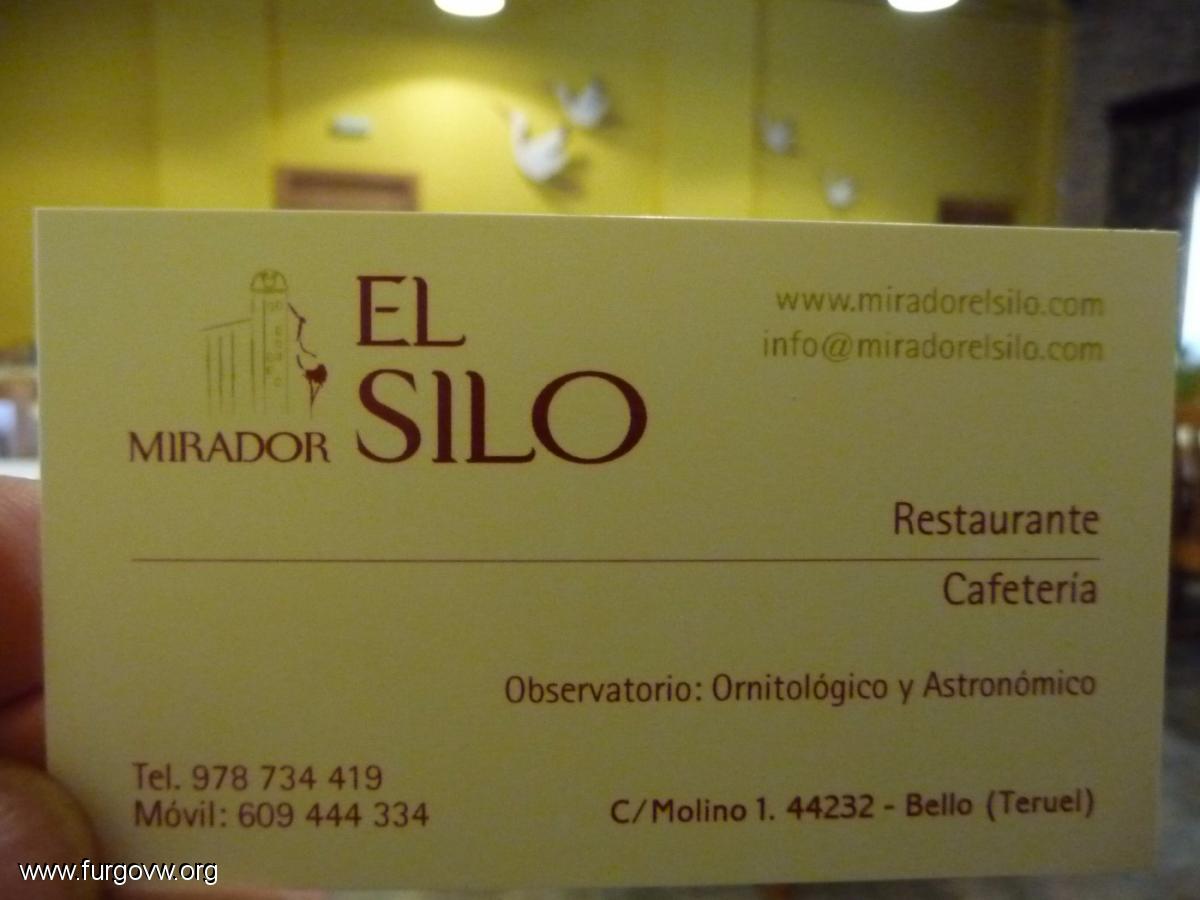 EL
SILO
MIRADOR
www.miradorelsilo.com
info@miradorelsilo.com
Restaurante
Cafetería
Observatorio: Ornitológico y Astronómico
Tel. 978 734 419
Móvil: 609 444 334
C/Molino 1. 44232 - Bello (Teruel)
www.furgovw.org